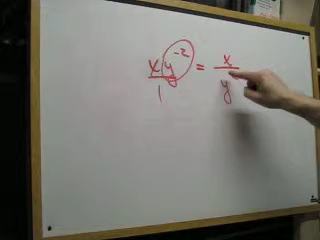 xy⁻² = x
1 y